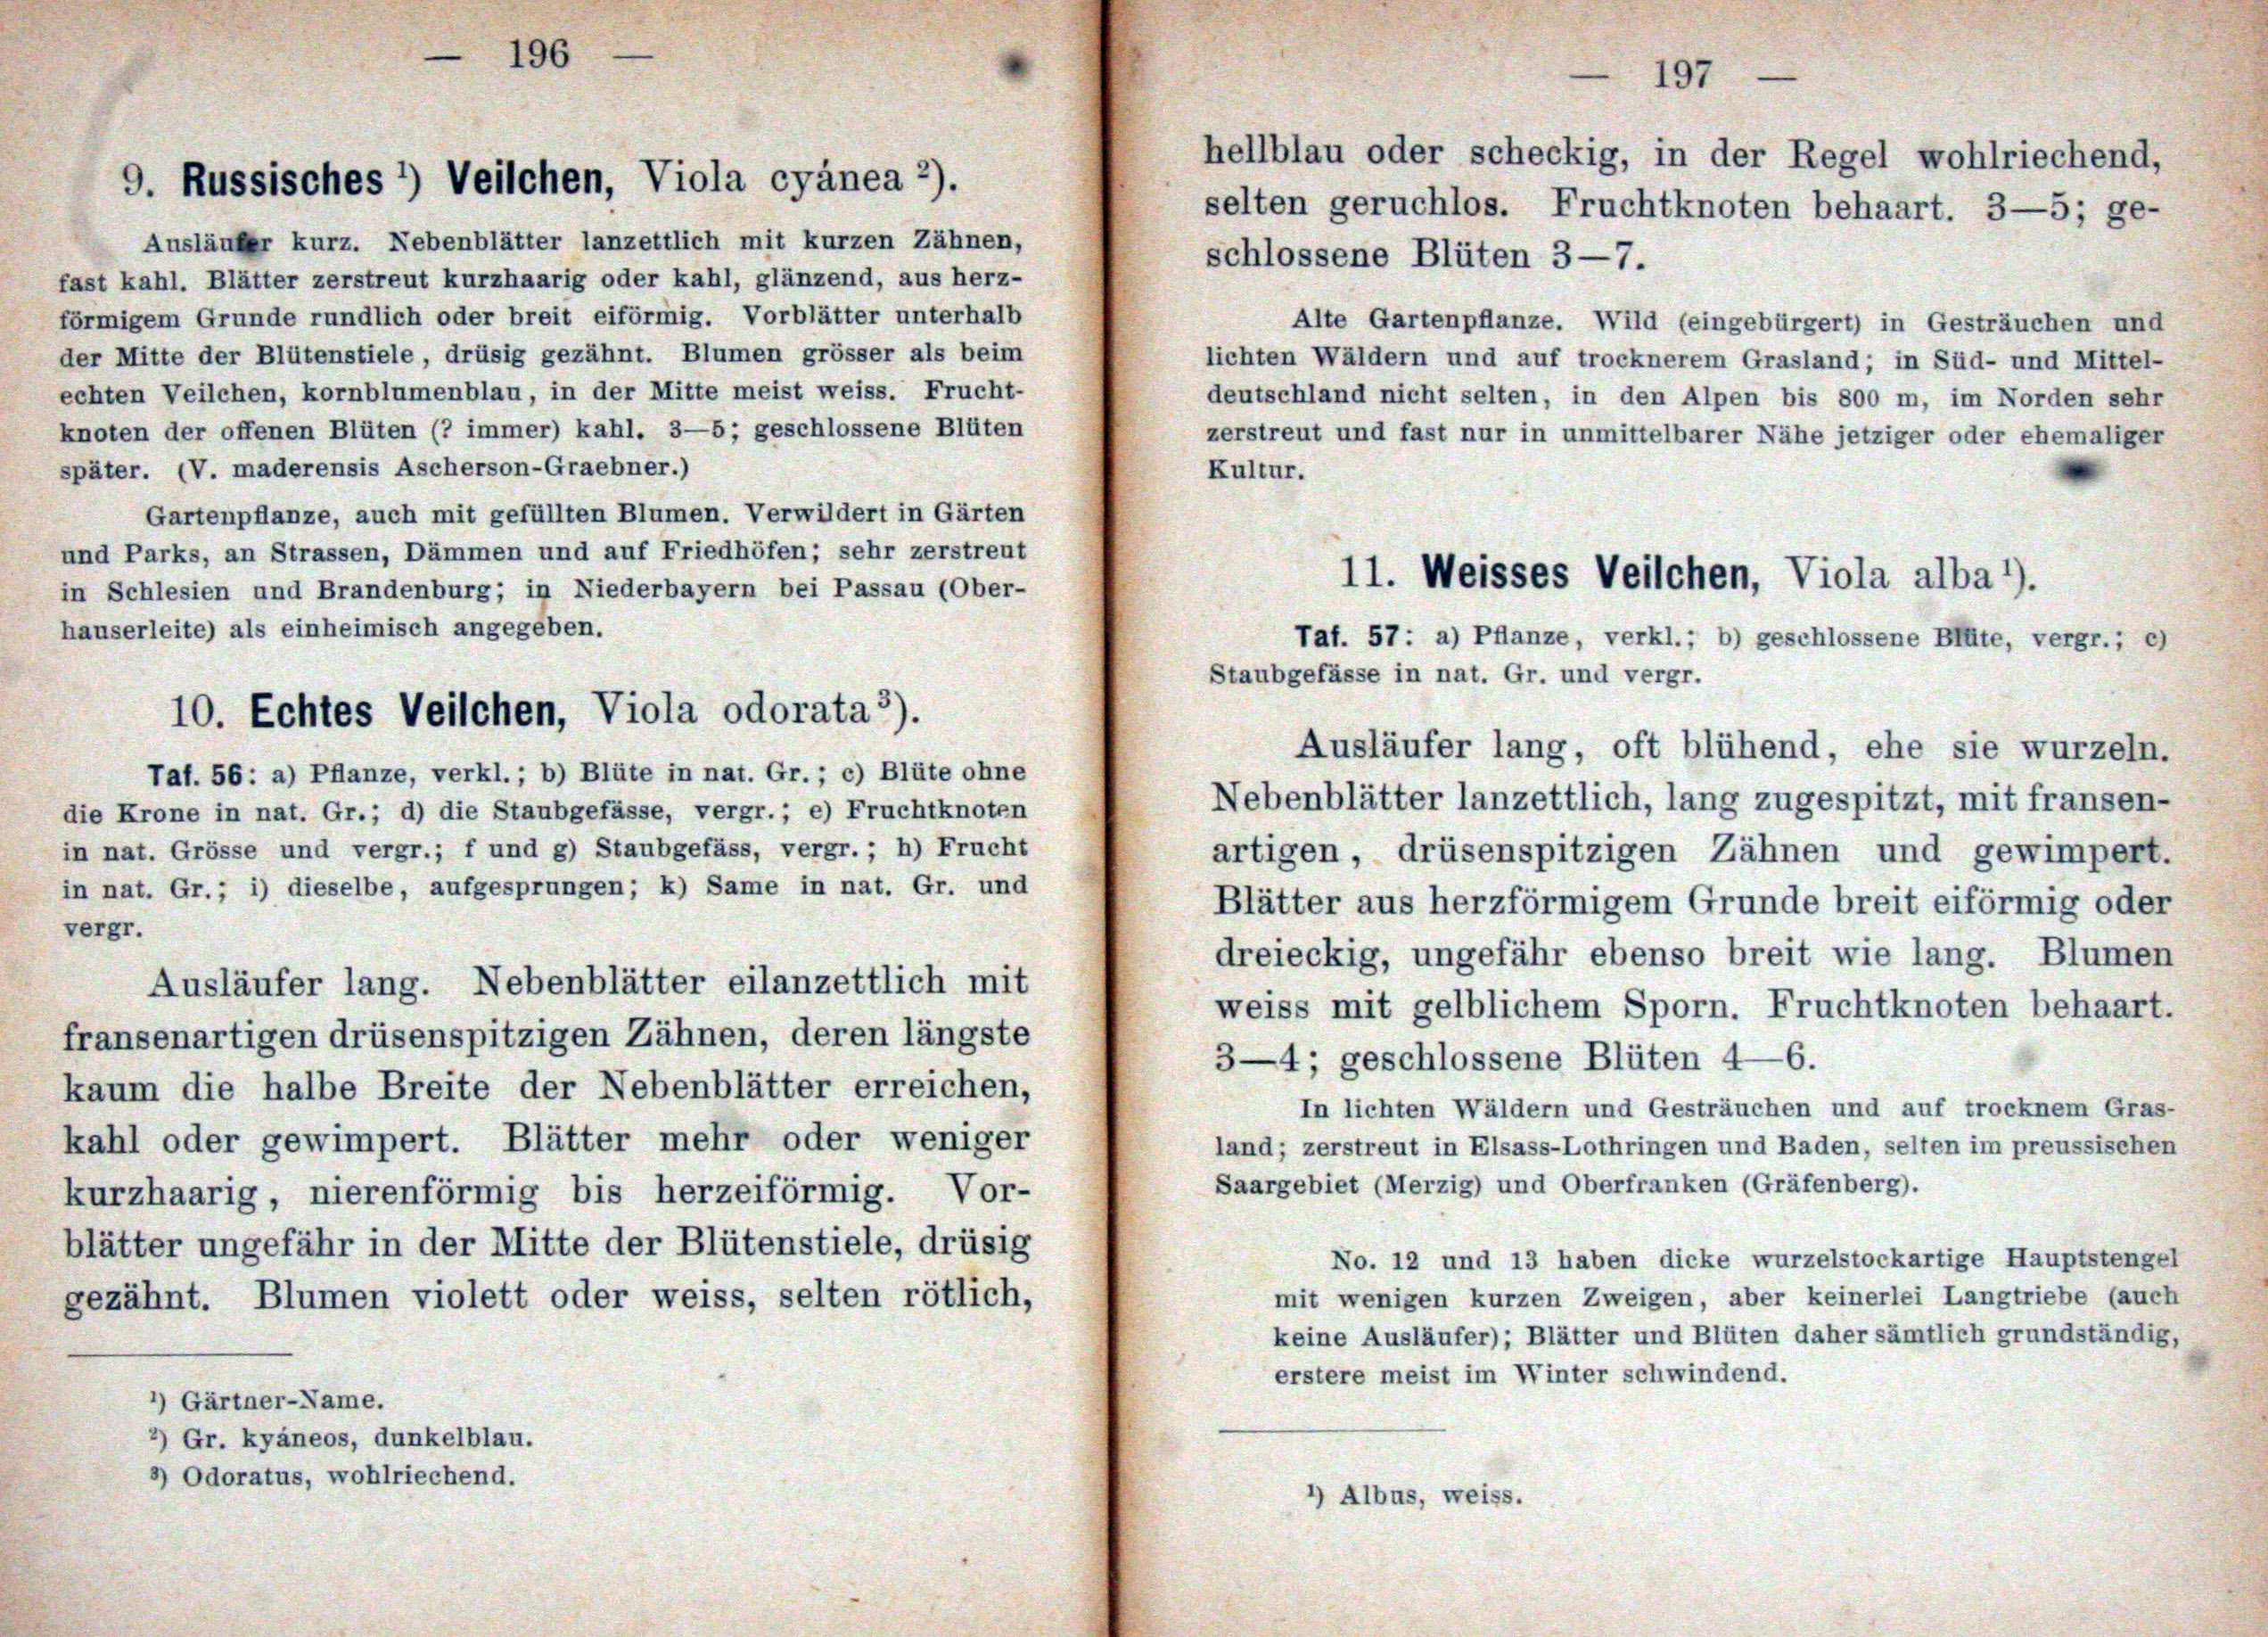 — 196 —
9. Russisches ¹) Veilchen, Viola cyánea ²).
Ausläufer kurz. Nebenblätter lanzettlich mit kurzen Zähnen,
fast kahl. Blätter zerstreut kurzhaarig oder kahl, glänzend, aus herz-
förmigem Grunde rundlich oder breit eiförmig. Vorblätter unterhalb
der Mitte der Blütenstiele, drüsig gezähnt. Blumen grösser als beim
echten Veilchen, kornblumenblau, in der Mitte meist weiss. Frucht-
knoten der offenen Blüten (? immer) kahl. 3—5; geschlossene Blüten
später. (V. maderensis Ascherson-Graebner.)
Gartenpflanze, auch mit gefüllten Blumen. Verwildert in Gärten
und Parks, an Strassen, Dämmen und auf Friedhöfen; sehr zerstreut
in Schlesien und Brandenburg; in Niederbayern bei Passau (Ober-
hauserleite) als einheimisch angegeben.
10. Echtes Veilchen, Viola odorata ³).
Taf. 56: a) Pflanze, verkl.; b) Blüte in nat. Gr.; c) Blüte ohne
die Krone in nat. Gr.; d) die Staubgefässe, vergr.; e) Fruchtknoten
in nat. Grösse und vergr.; f und g) Staubgefäss, vergr.; h) Frucht
in nat. Gr.; i) dieselbe, aufgesprungen; k) Same in nat. Gr. und
vergr.
Ausläufer lang. Nebenblätter eilanzettlich mit
fransenartigen drüsenspitzigen Zähnen, deren längste
kaum die halbe Breite der Nebenblätter erreichen,
kahl oder gewimpert. Blätter mehr oder weniger
kurzhaarig, nierenförmig bis herzeiförmig. Vor-
blätter ungefähr in der Mitte der Blütenstiele, drüsig
gezähnt. Blumen violett oder weiss, selten rötlich,
¹) Gärtner-Name.
²) Gr. kyáneos, dunkelblau.
³) Odoratus, wohlriechend.
— 197 —
hellblau oder scheckig, in der Regel wohlriechend,
selten geruchlos. Fruchtknoten behaart. 3—5; ge-
schlossene Blüten 3—7.
Alte Gartenpflanze. Wild (eingebürgert) in Gesträuchen und
lichten Wäldern und auf trocknerem Grasland; in Süd- und Mittel-
deutschland nicht selten, in den Alpen bis 800 m, im Norden sehr
zerstreut und fast nur in unmittelbarer Nähe jetziger oder ehemaliger
Kultur.
11. Weisses Veilchen, Viola alba ¹).
Taf. 57: a) Pflanze, verkl.; b) geschlossene Blüte, vergr.; c)
Staubgefässe in nat. Gr. und vergr.
Ausläufer lang, oft blühend, ehe sie wurzeln.
Nebenblätter lanzettlich, lang zugespitzt, mit fransen-
artigen, drüsenspitzigen Zähnen und gewimpert.
Blätter aus herzförmigem Grunde breit eiförmig oder
dreieckig, ungefähr ebenso breit wie lang. Blumen
weiss mit gelblichem Sporn. Fruchtknoten behaart.
3—4; geschlossene Blüten 4—6.
In lichten Wäldern und Gesträuchen und auf trocknem Gras-
land; zerstreut in Elsass-Lothringen und Baden, selten im preussischen
Saargebiet (Merzig) und Oberfranken (Gräfenberg).
No. 12 und 13 haben dicke wurzelstockartige Hauptstengel
mit wenigen kurzen Zweigen, aber keinerlei Langtriebe (auch
keine Ausläufer); Blätter und Blüten daher sämtlich grundständig,
erstere meist im Winter schwindend.
¹) Albus, weiss.